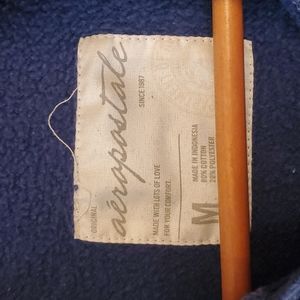 ORIGINAL
aéropostale
SINCE 1987
MADE WITH LOTS OF LOVE
FOR YOUR COMFORT.
M
MADE IN INDONESIA
80% COTTON
20% POLYESTER